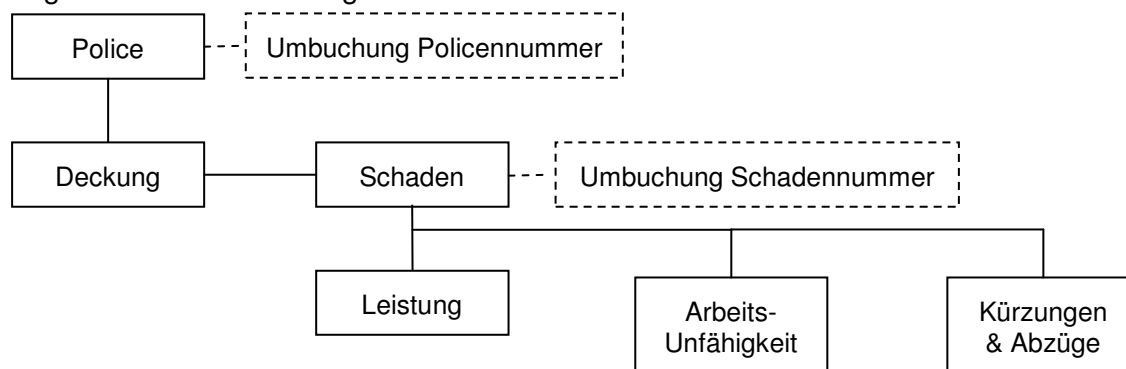 Police
Umbuchung Policennummer
Deckung
Schaden
Umbuchung Schadennummer
Leistung
Arbeits-
Unfähigkeit
Kürzungen
& Abzüge